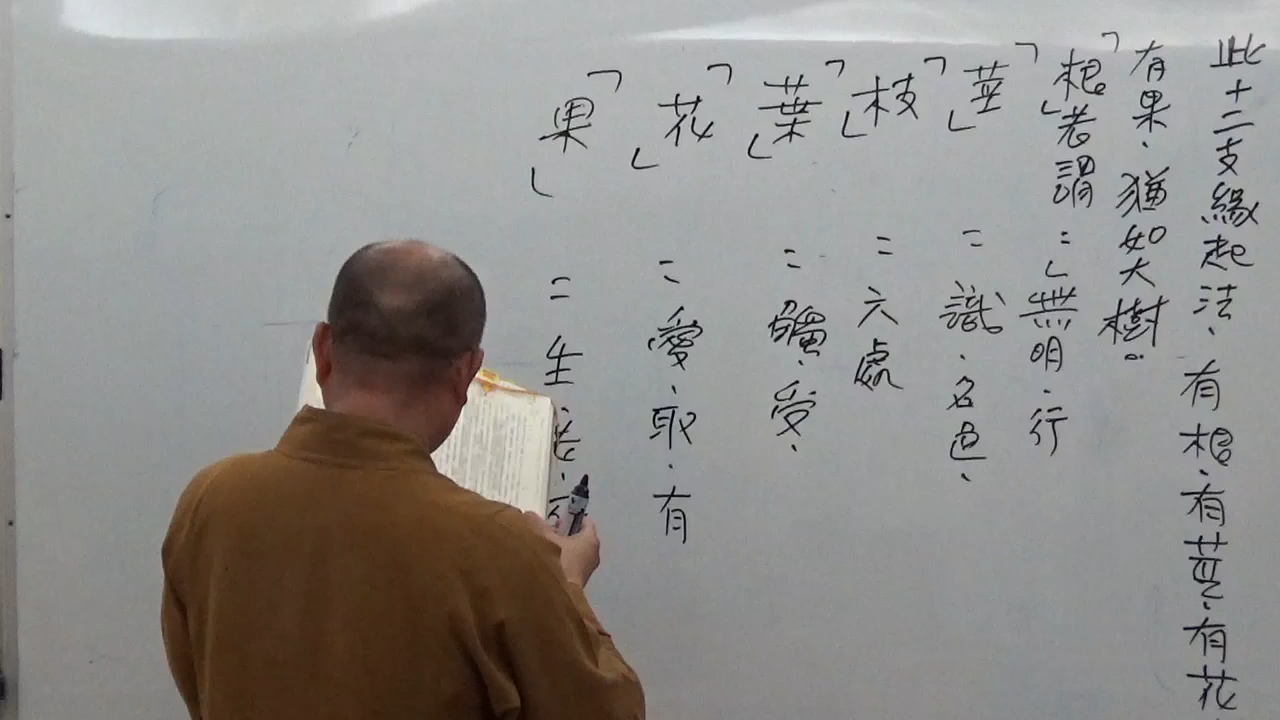 此十二支緣起法、有根、有莖、有花
有果、猶如大樹。
「根」者謂=無明、行
「莖」=識、名色、
「枝」=六處
「葉」=觸、受、
「花」=愛、取、有
「果」=生、老、